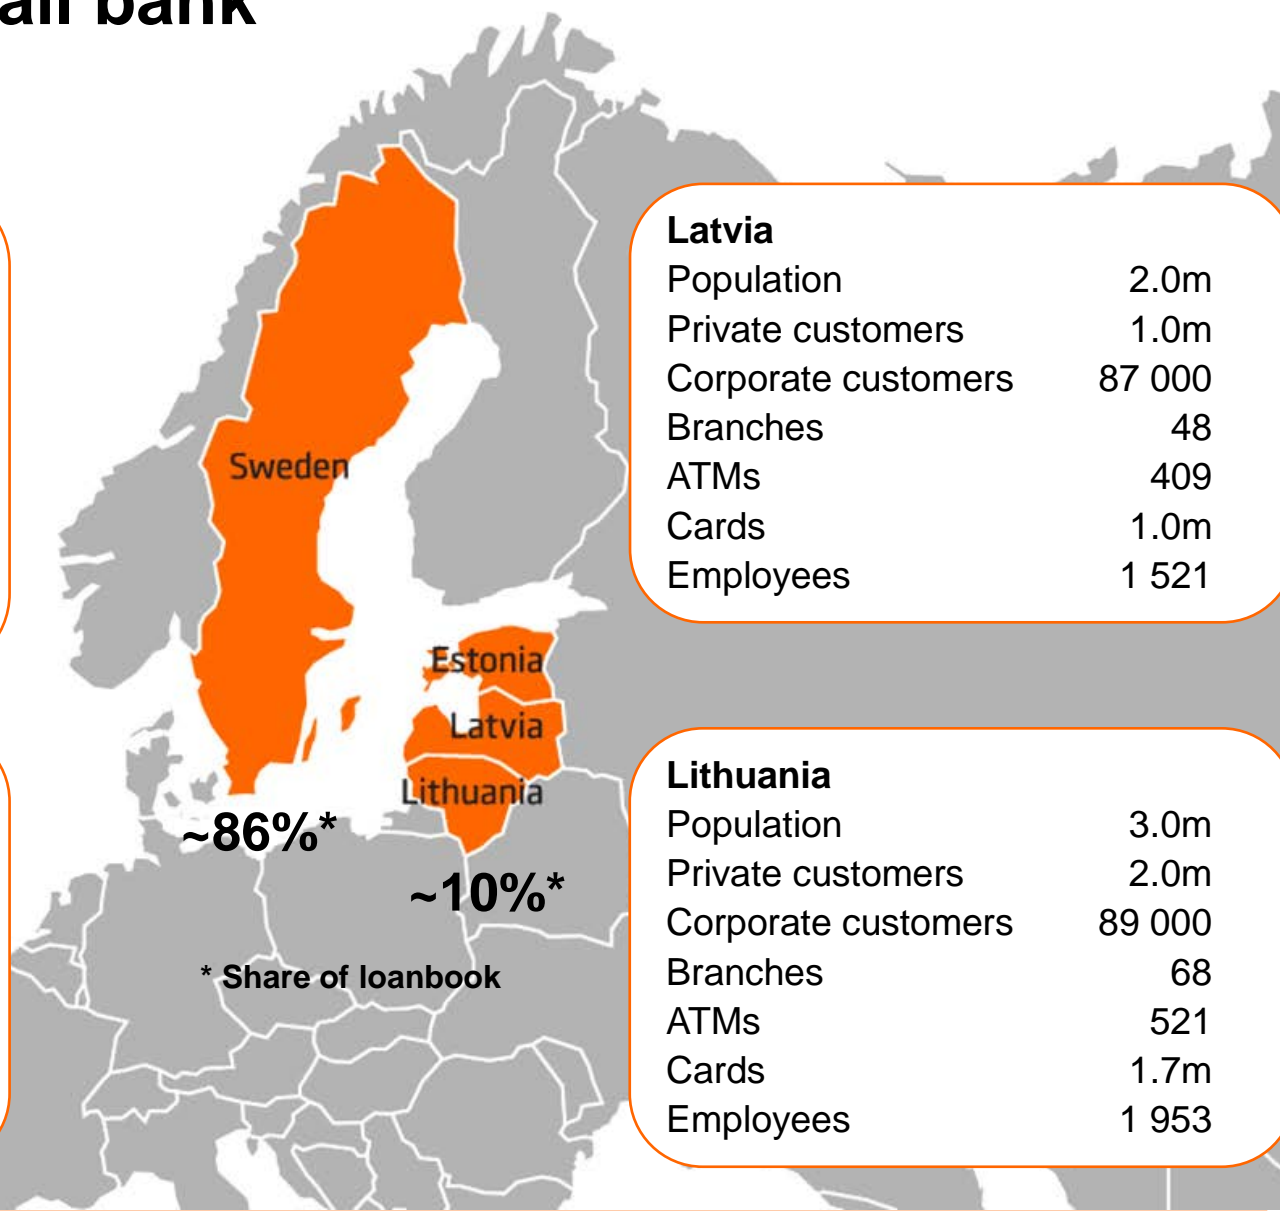 bank
Latvia
Population 2.0m
Private customers 1.0m
Corporate customers 87 000
Branches 48
ATMs 409
Cards 1.0m
Employees 1 521
Sweden
Estonia
Latvia
Lithuania
~86%*
~10%*
* Share of loanbook
Lithuania
Population 3.0m
Private customers 2.0m
Corporate customers 89 000
Branches 68
ATMs 521
Cards 1.7m
Employees 1 953